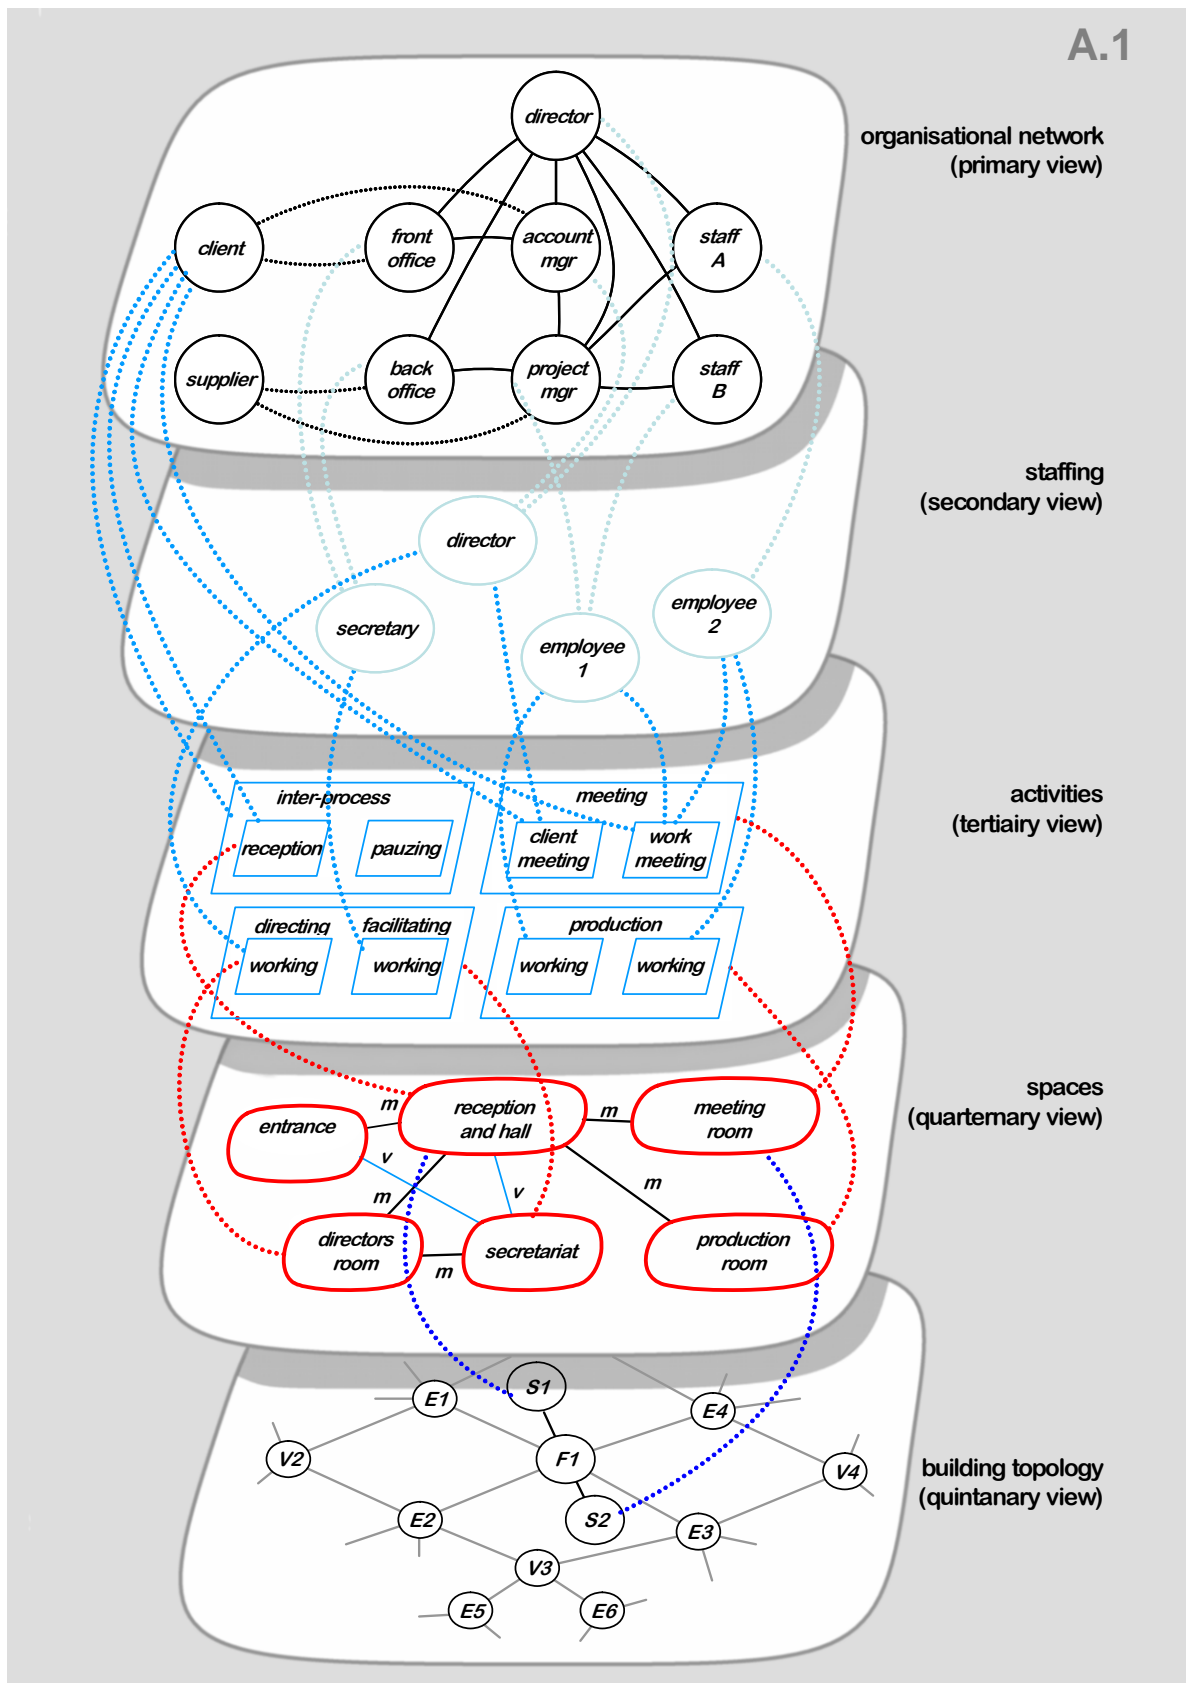 A.1
organisational network
(primary view)
director
client
front
office
account
mgr
staff
A
supplier
back
office
project
mgr
staff
B
staffing
(secondary view)
director
secretary
employee
1
employee
2
activities
(tertiairy view)
inter-process
meeting
reception
pauzing
client
meeting
work
meeting
directing
facilitating
production
working
working
working
working
spaces
(quarternary view)
entrance
m
reception
and hall
m
meeting
room
v
m
v
m
directors
room
m
secretariat
production
room
building topology
(quintanary view)
S1
E1
E4
V2
F1
V4
E2
S2
E3
V3
E5
E6